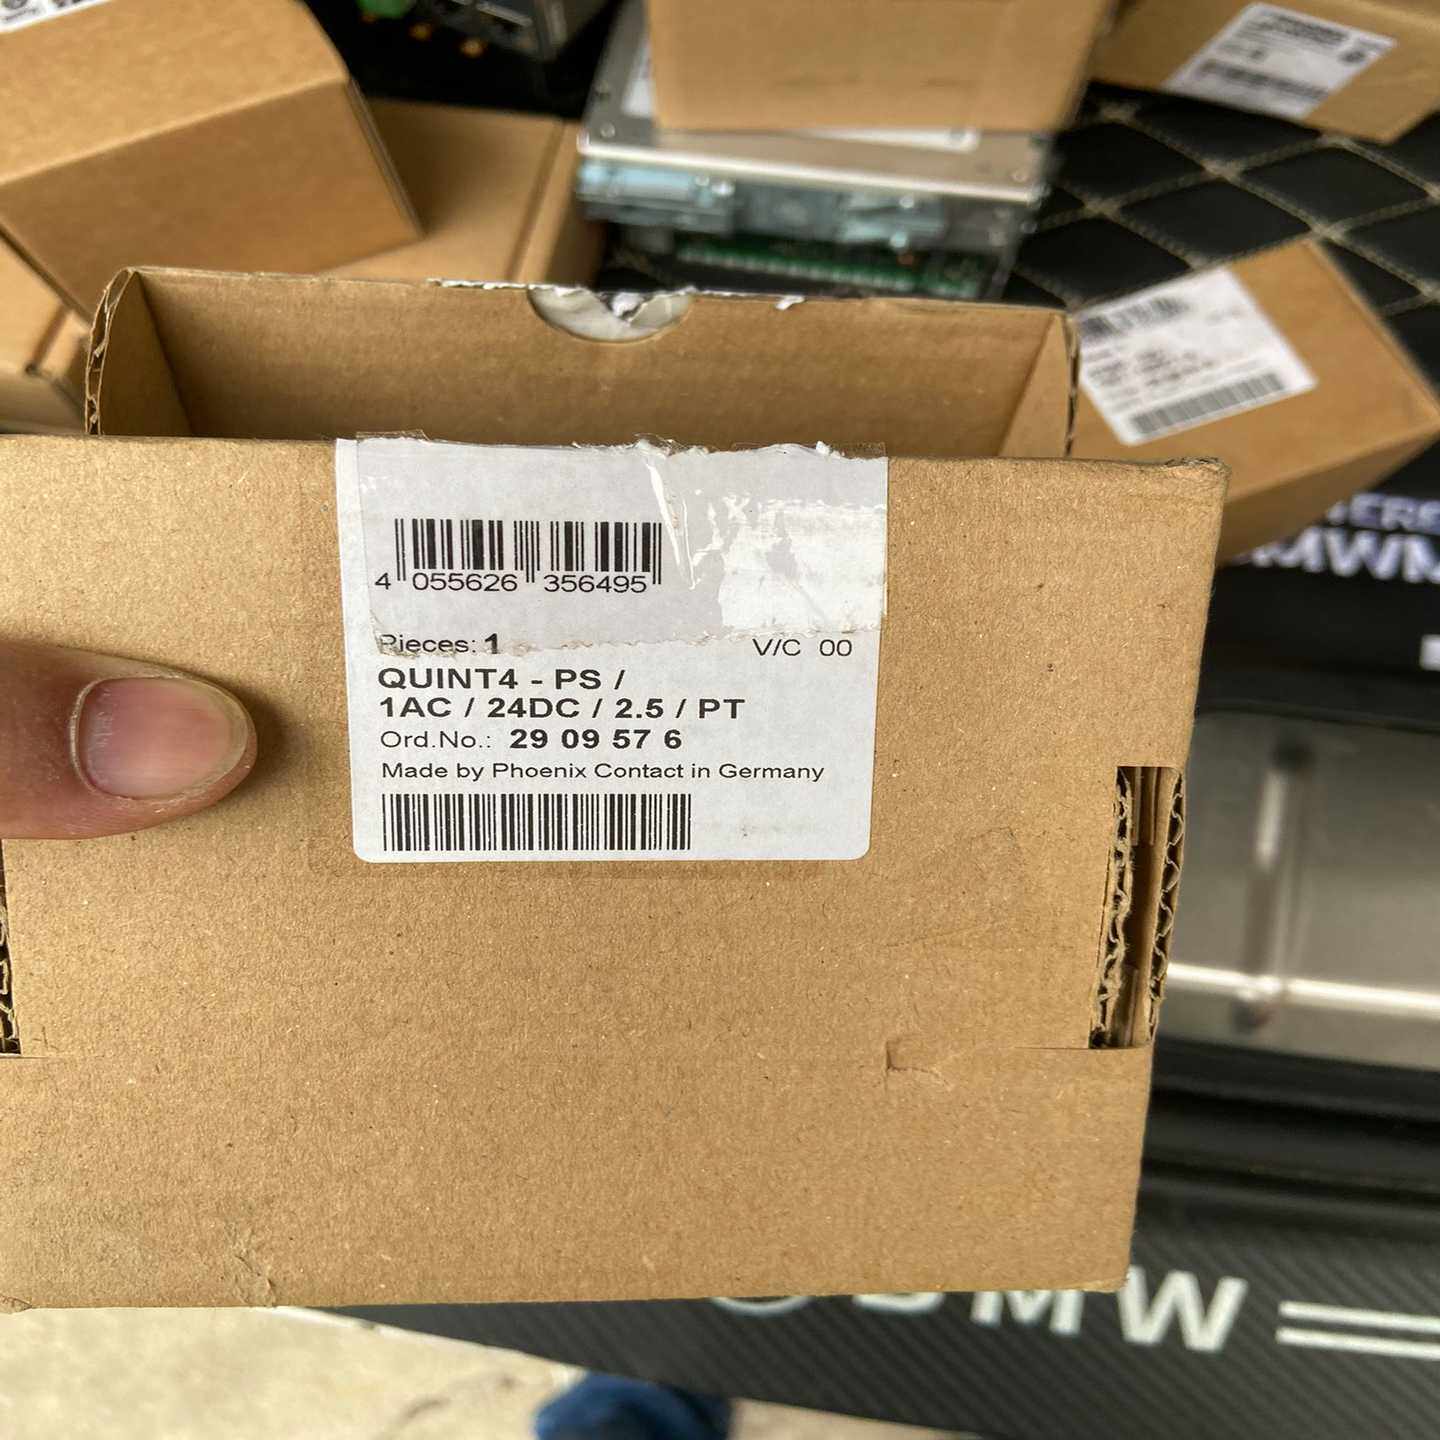 4 055626 356495
Pieces: 1 V/C 00
QUINT4 - PS /
1AC / 24DC / 2.5 / PT
Ord.No.: 29 09 57 6
Made by Phoenix Contact in Germany
BMW